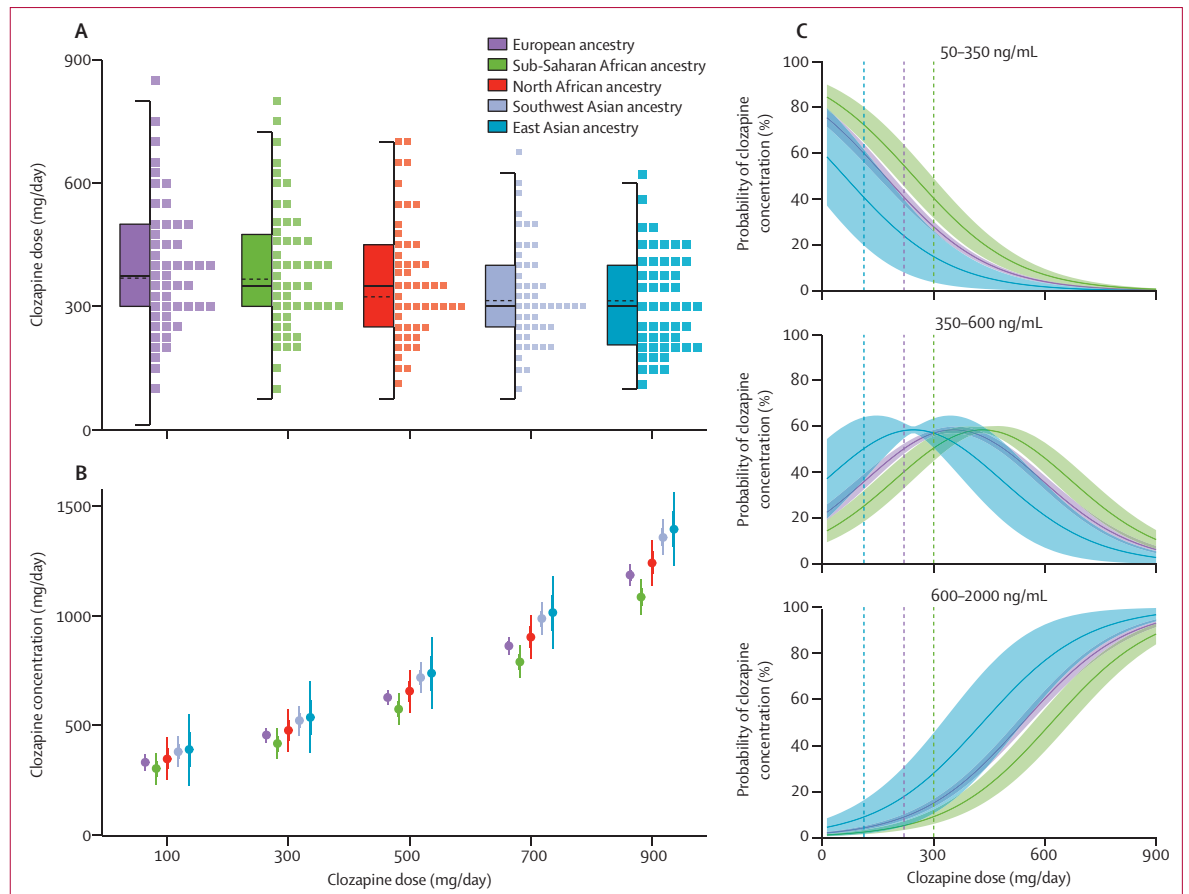 A
900
600
300
0
Clozapine dose (mg/day)
European ancestry
Sub-Saharan African ancestry
North African ancestry
Southwest Asian ancestry
East Asian ancestry
B
1500
1000
500
0
Clozapine concentration (mg/day)
100
300
500
700
900
Clozapine dose (mg/day)
C
50–350 ng/mL
100
80
60
40
20
0
Probability of clozapine
concentration (%)
350–600 ng/mL
100
80
60
40
20
0
Probability of clozapine
concentration (%)
600–2000 ng/mL
100
80
60
40
20
0
Probability of clozapine
concentration (%)
0
300
600
900
Clozapine dose (mg/day)